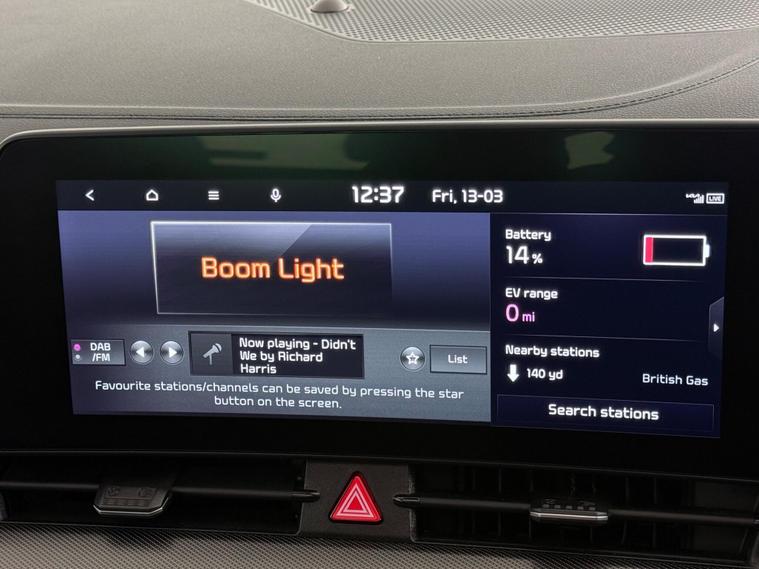 12:37 Fri, 13-03
LIVE
Boom Light
DAB
/FM
Now playing - Didn't
We by Richard
Harris
List
Favourite stations/channels can be saved by pressing the star
button on the screen.
Battery
14%
EV range
0 mi
Nearby stations
140 yd
British Gas
Search stations